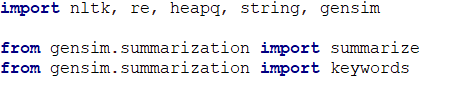 import nltk, re, heapq, string, gensim
from gensim.summarization import summarize
from gensim.summarization import keywords